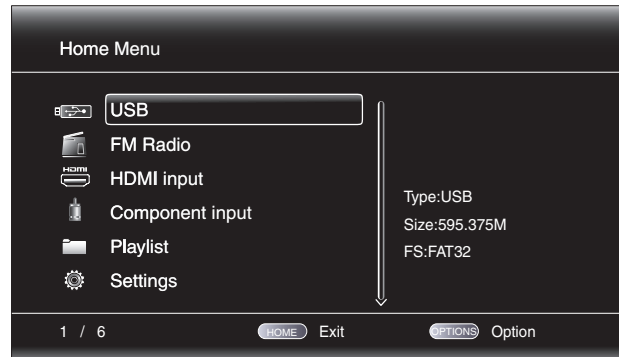 Home Menu
USB
FM Radio
HDMI
HDMI input
Component input
Playlist
Settings
Type:USB
Size:595.375M
FS:FAT32
1 / 6
HOME Exit
OPTIONS Option